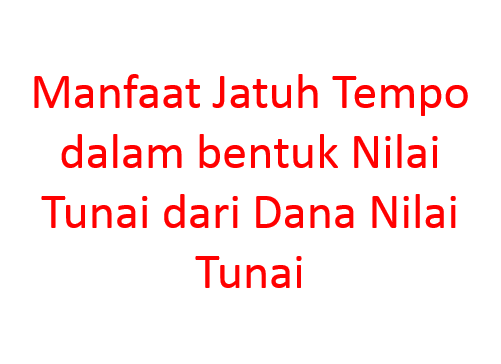 Manfaat Jatuh Tempo
dalam bentuk Nilai
Tunai dari Dana Nilai
Tunai